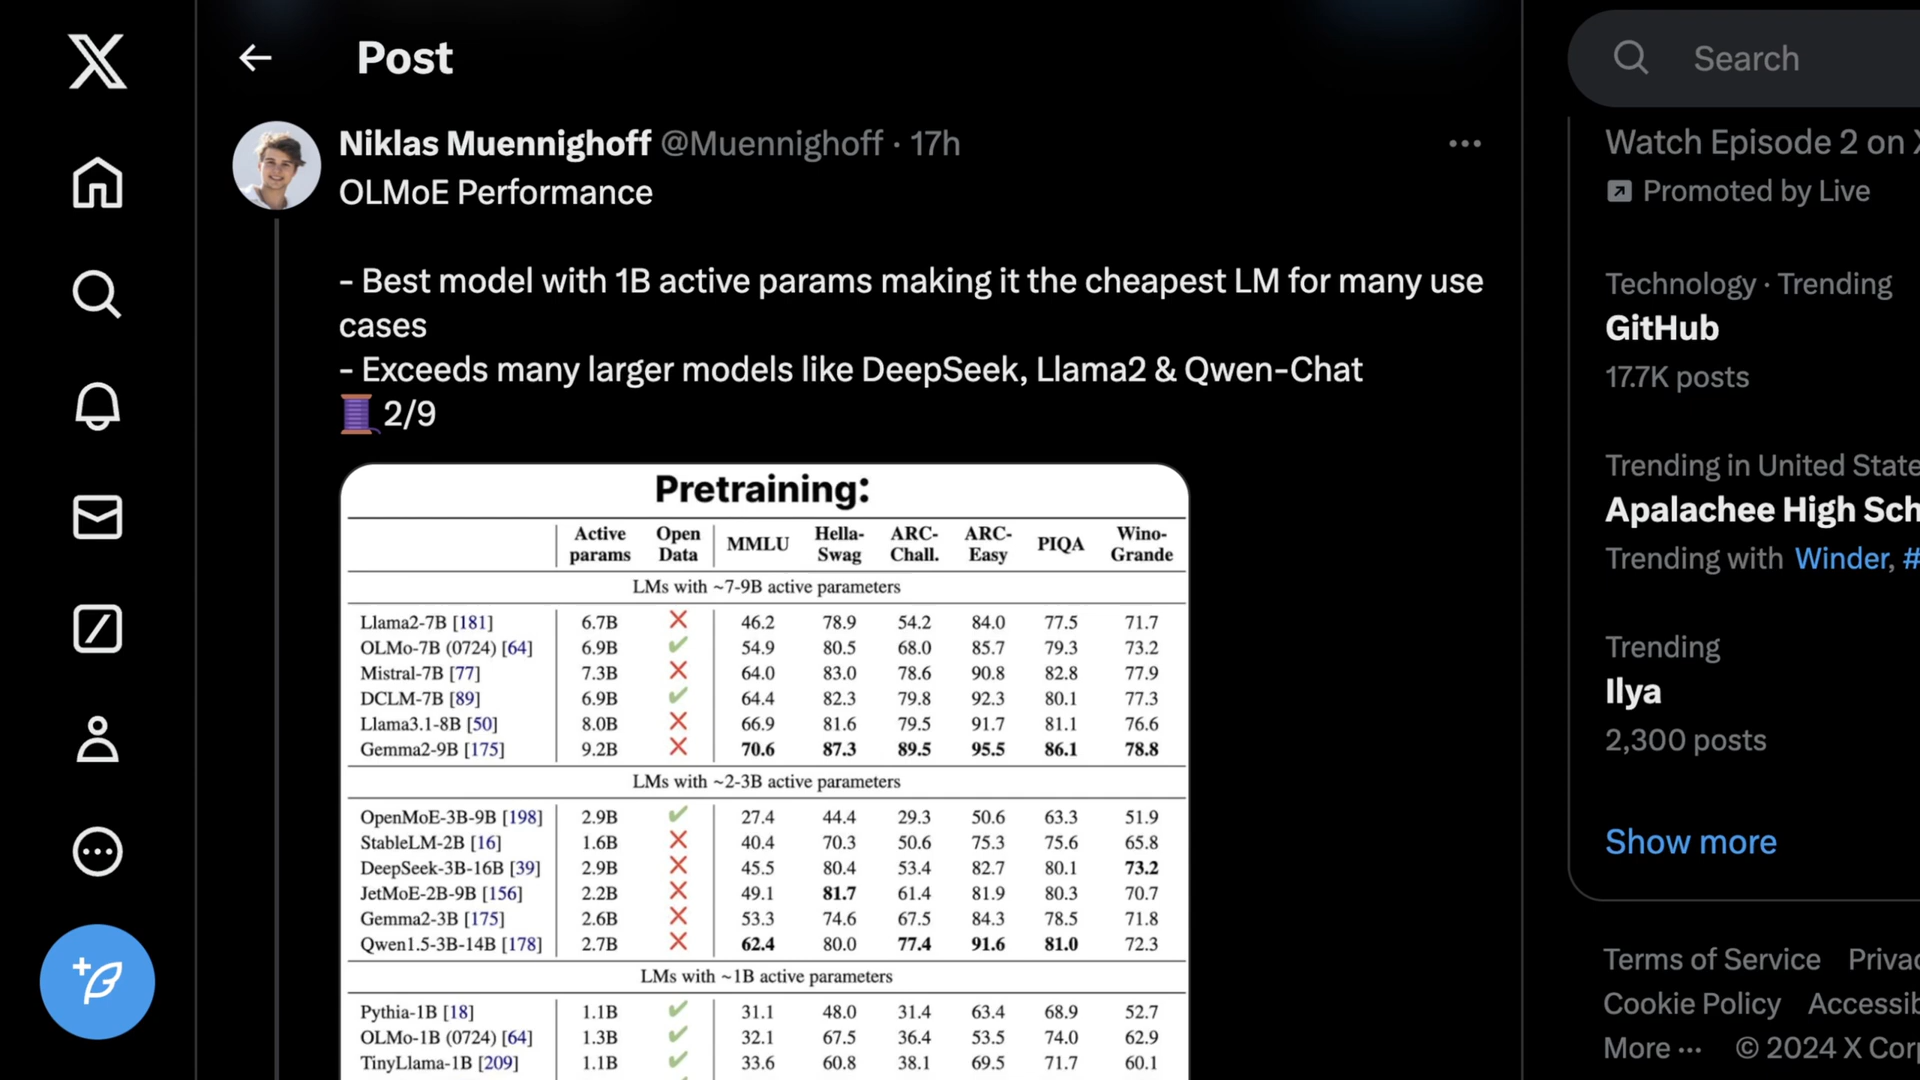 Post
Niklas Muennighoff @Muennighoff · 17h
OLMoE Performance
- Best model with 1B active params making it the cheapest LM for many use
cases
- Exceeds many larger models like DeepSeek, Llama2 & Qwen-Chat
🧵 2/9
Pretraining:
Active params Open Data MMLU Hella-Swag ARC-Chall. ARC-Easy PIQA Wino-Grande
LMs with ~7-9B active parameters
Llama2-7B [181] 6.7B ✗ 46.2 78.9 54.2 84.0 77.5 71.7
OLMo-7B (0724) [64] 6.9B ✓ 54.9 80.5 68.0 85.7 79.3 73.2
Mistral-7B [77] 7.3B ✗ 64.0 83.0 78.6 90.8 82.8 77.9
DCLM-7B [89] 6.9B ✓ 64.4 82.3 79.8 92.3 80.1 77.3
Llama3.1-8B [50] 8.0B ✗ 66.9 81.6 79.5 91.7 81.1 76.6
Gemma2-9B [175] 9.2B ✗ 70.6 87.3 89.5 95.5 86.1 78.8
LMs with ~2-3B active parameters
OpenMoE-3B-9B [198] 2.9B ✓ 27.4 44.4 29.3 50.6 63.3 51.9
StableLM-2B [16] 1.6B ✗ 40.4 70.3 50.6 75.3 75.6 65.8
DeepSeek-3B-16B [39] 2.9B ✗ 45.5 80.4 53.4 82.7 80.1 73.2
JetMoE-2B-9B [156] 2.2B ✗ 49.1 81.7 61.4 81.9 80.3 70.7
Gemma2-3B [175] 2.6B ✗ 53.3 74.6 67.5 84.3 78.5 71.8
Qwen1.5-3B-14B [178] 2.7B ✗ 62.4 80.0 77.4 91.6 81.0 72.3
LMs with ~1B active parameters
Pythia-1B [18] 1.1B ✓ 31.1 48.0 31.4 63.4 68.9 52.7
OLMo-1B (0724) [64] 1.3B ✓ 32.1 67.5 36.4 53.5 74.0 62.9
TinyLlama-1B [209] 1.1B ✓ 33.6 60.8 38.1 69.5 71.7 60.1
Search
Watch Episode 2 on
Promoted by Live
Technology · Trending
GitHub
17.7K posts
Trending in United State
Apalachee High Sch
Trending with Winder, #
Trending
Ilya
2,300 posts
Show more
Terms of Service Privac
Cookie Policy Accessib
More ··· © 2024 X Corp